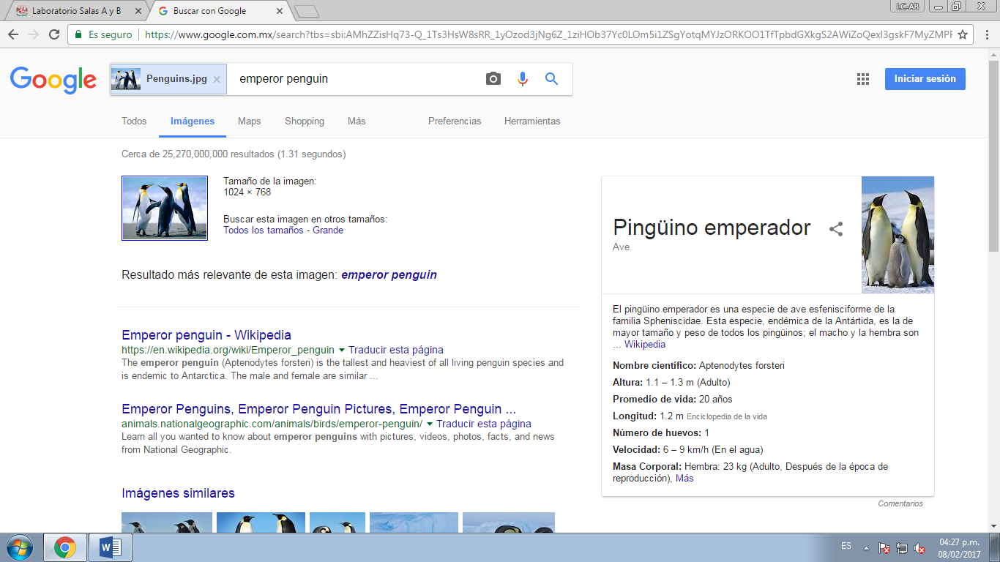 Laboratorio Salas A y B
Buscar con Google
LC-AB
Es seguro
https://www.google.com.mx/search?tbs=sbi:AMhZZisHq73-Q_1Ts3HsW8sRR_1yOzod3jNg6Z_1ziHOb37Yc0LOm5i1ZSgYotqMYJzORKOO1TfTpbdGXkgS2AWiZoQexl3gskF7MyZMPF
Google
Penguins.jpg
emperor penguin
Iniciar sesión
Todos
Imágenes
Maps
Shopping
Más
Preferencias
Herramientas
Cerca de 25,270,000,000 resultados (1.31 segundos)
Tamaño de la imagen:
1024 × 768
Buscar esta imagen en otros tamaños:
Todos los tamaños - Grande
Resultado más relevante de esta imagen: emperor penguin
Emperor penguin - Wikipedia
https://en.wikipedia.org/wiki/Emperor_penguin Traducir esta página
The emperor penguin (Aptenodytes forsteri) is the tallest and heaviest of all living penguin species and
is endemic to Antarctica. The male and female are similar ...
Emperor Penguins, Emperor Penguin Pictures, Emperor Penguin ...
animals.nationalgeographic.com/animals/birds/emperor-penguin/ Traducir esta página
Learn all you wanted to know about emperor penguins with pictures, videos, photos, facts, and news
from National Geographic.
Imágenes similares
Pingüino emperador
Ave
El pingüino emperador es una especie de ave esfenisciforme de la
familia Spheniscidae. Esta especie, endémica de la Antártida, es la de
mayor tamaño y peso de todos los pingüinos; el macho y la hembra son
... Wikipedia
Nombre científico: Aptenodytes forsteri
Altura: 1.1 – 1.3 m (Adulto)
Promedio de vida: 20 años
Longitud: 1.2 m Enciclopedia de la vida
Número de huevos: 1
Velocidad: 6 – 9 km/h (En el agua)
Masa Corporal: Hembra: 23 kg (Adulto, Después de la época de
reproducción), Más
Comentarios
ES
04:27 p.m.
08/02/2017